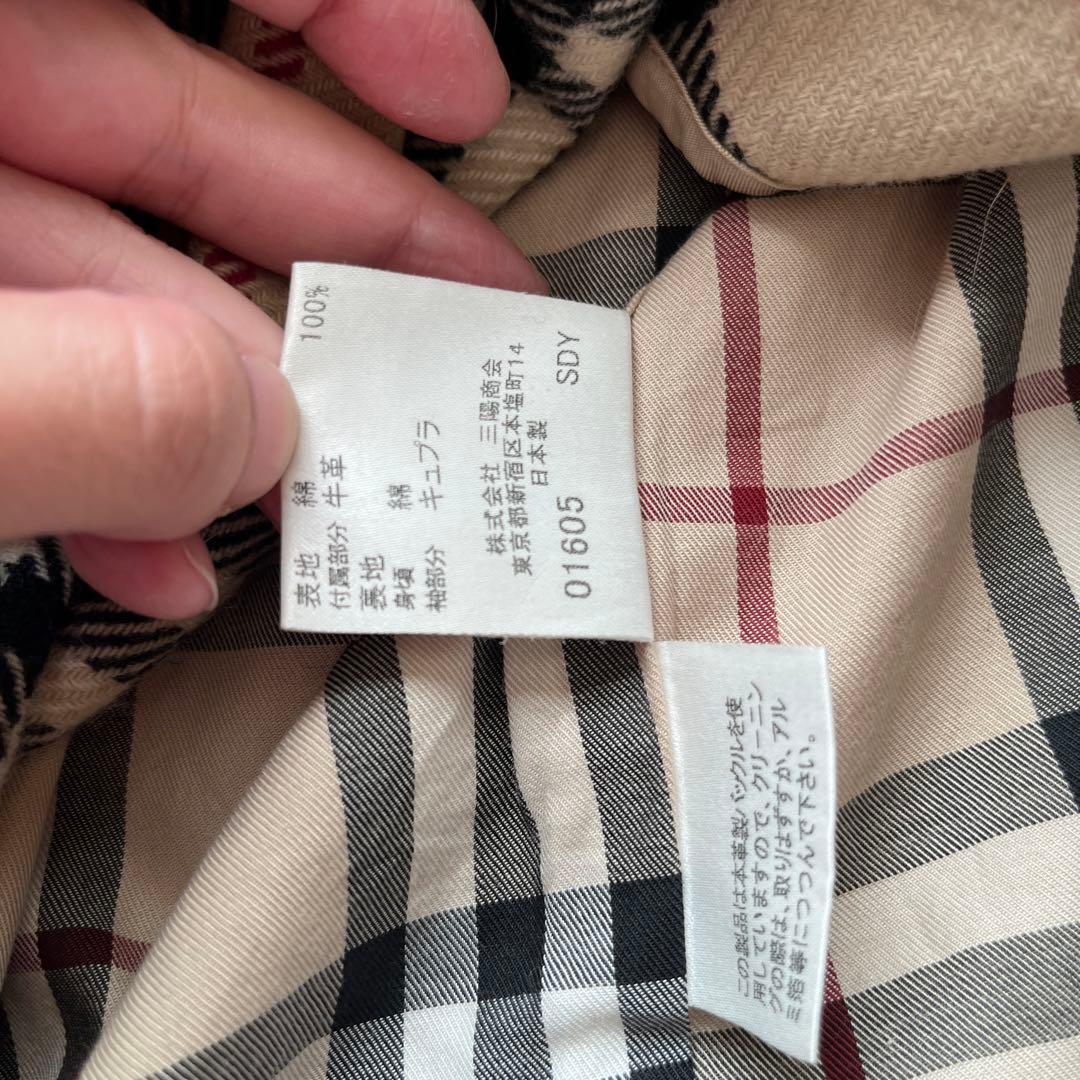 表地 綿 100%
付属部分 牛革
裏地
身頃 綿
袖部分 キュプラ
株式会社 三陽商会
東京都新宿区本塩町14
日本製
01605 SDY
この製品は本革製バックルを使
用していますので、クリーニン
グの際は、取りはずすか、アル
ミ箔等につつんで下さい。